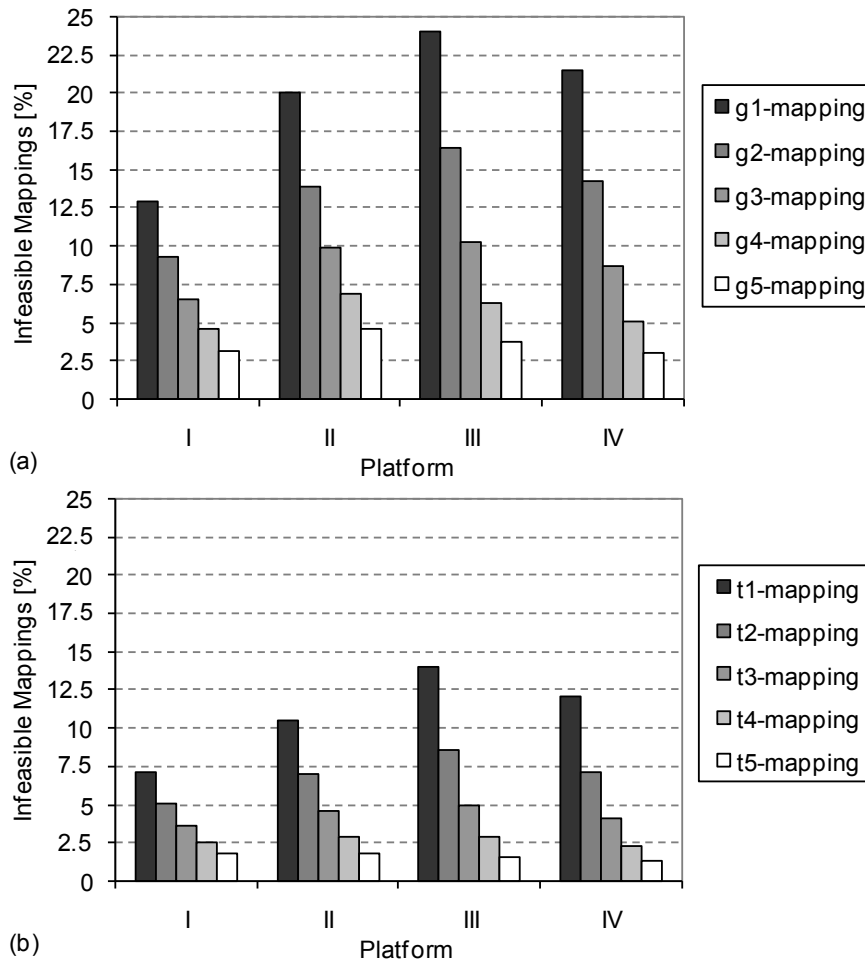 25
22.5
20
17.5
15
12.5
10
7.5
5
2.5
0
Infeasible Mappings [%]
I II III IV
Platform
(a)
g1-mapping
g2-mapping
g3-mapping
g4-mapping
g5-mapping
25
22.5
20
17.5
15
12.5
10
7.5
5
2.5
0
Infeasible Mappings [%]
I II III IV
Platform
(b)
t1-mapping
t2-mapping
t3-mapping
t4-mapping
t5-mapping